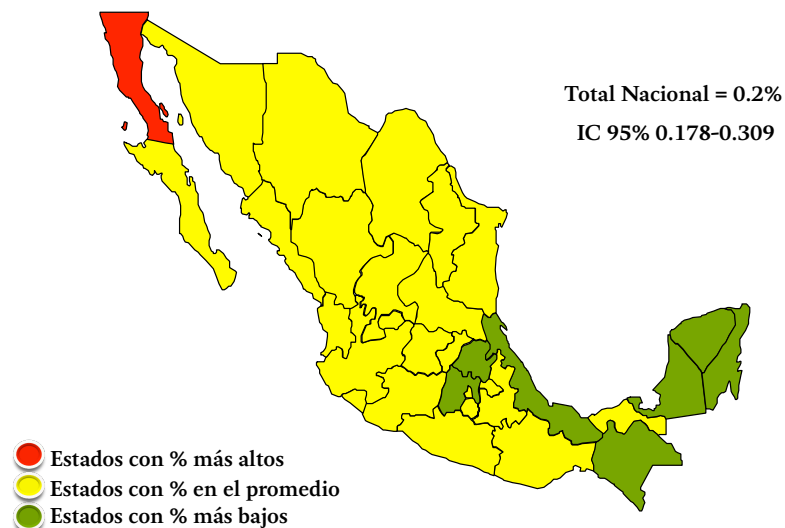 Total Nacional = 0.2%
IC 95% 0.178-0.309
Estados con % más altos
Estados con % en el promedio
Estados con % más bajos